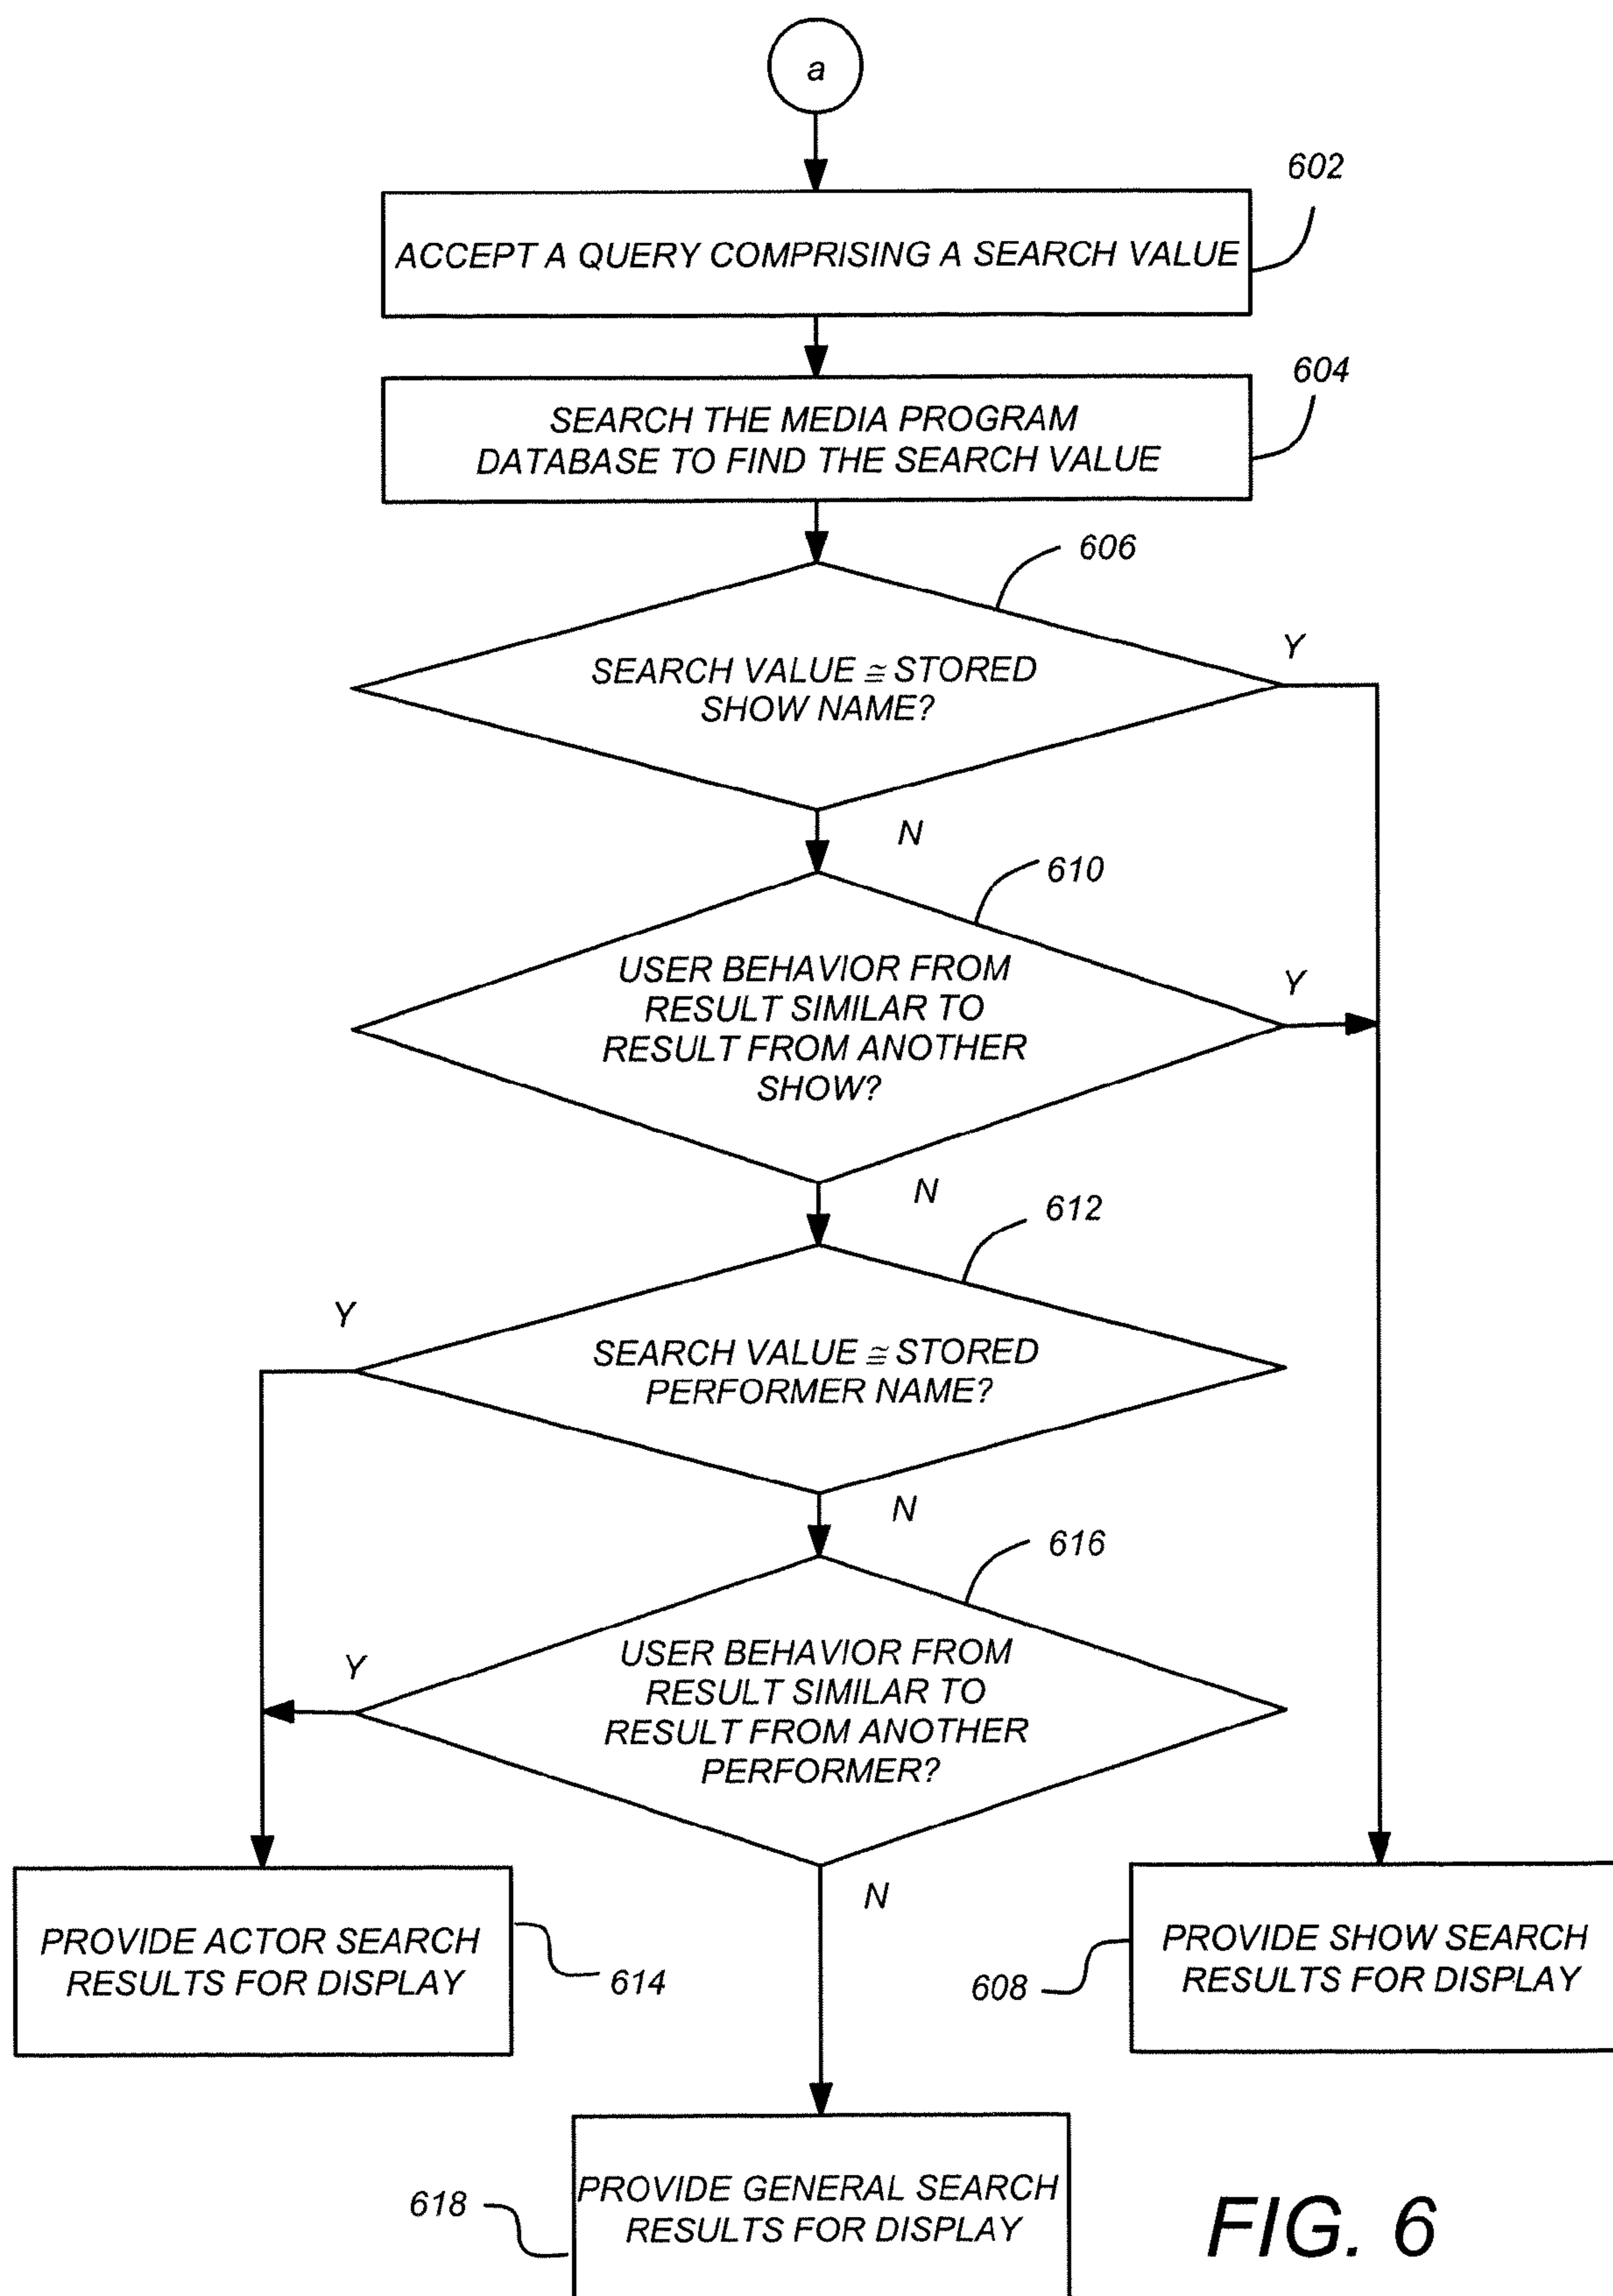 a
602
ACCEPT A QUERY COMPRISING A SEARCH VALUE
604
SEARCH THE MEDIA PROGRAM
DATABASE TO FIND THE SEARCH VALUE
606
Y
SEARCH VALUE ≅ STORED
SHOW NAME?
N
610
USER BEHAVIOR FROM
RESULT SIMILAR TO
RESULT FROM ANOTHER
SHOW?
Y
N
612
Y
SEARCH VALUE ≅ STORED
PERFORMER NAME?
N
616
Y
USER BEHAVIOR FROM
RESULT SIMILAR TO
RESULT FROM ANOTHER
PERFORMER?
N
PROVIDE ACTOR SEARCH
RESULTS FOR DISPLAY
614
608
PROVIDE SHOW SEARCH
RESULTS FOR DISPLAY
618
PROVIDE GENERAL SEARCH
RESULTS FOR DISPLAY
FIG. 6